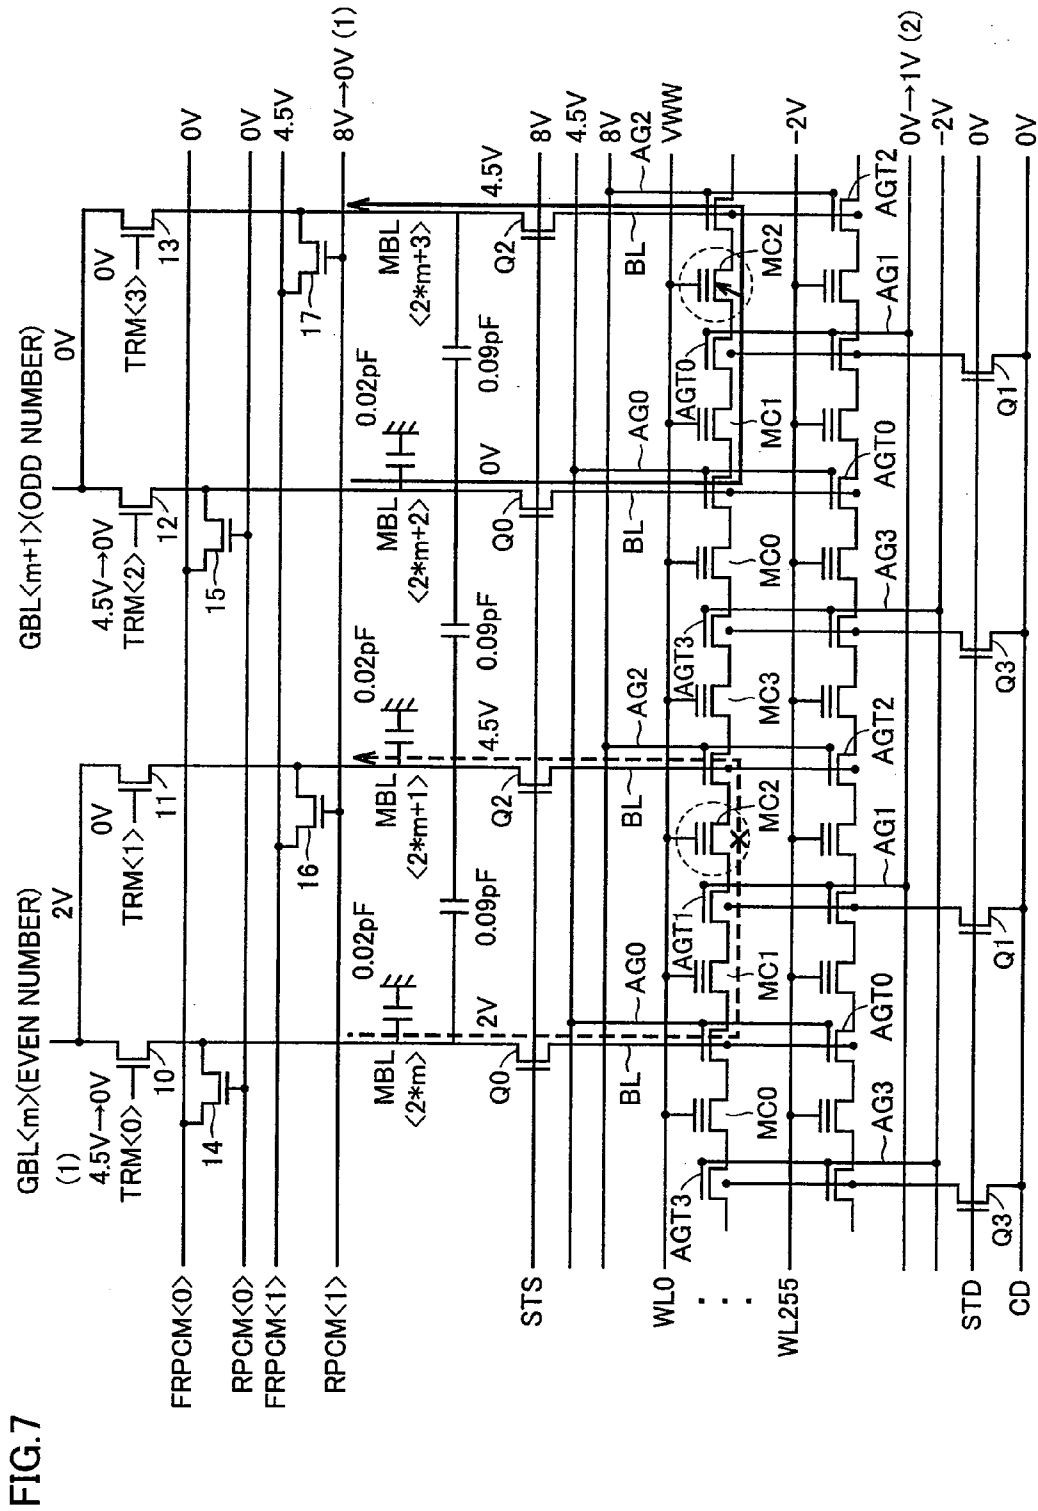 FIG.7
GBL<m>(EVEN NUMBER)
GBL<m+1>(ODD NUMBER)
2V
0V
(1)
4.5V→0V
TRM<0>
10
0V
TRM<1>
11
4.5V→0V
TRM<2>
12
0V
TRM<3>
13
FRPCM<0>
0V
14
15
RPCM<0>
0V
FRPCM<1>
4.5V
16
17
RPCM<1>
8V→0V (1)
MBL
<2*m>
0.02pF
MBL
<2*m+1>
0.02pF
MBL
<2*m+2>
0.02pF
MBL
<2*m+3>
0.09pF
0.09pF
0.09pF
2V
4.5V
0V
4.5V
Q0
Q2
Q0
Q2
STS
8V
4.5V
8V
BL
AG0
BL
AG2
BL
AG0
BL
AG2
WL0
VWW
AGT3
AGT1
AGT3
AGT0
MC0
MC1
MC2
MC3
MC0
MC1
MC2
WL255
-2V
AG3
AGT0
AG1
AGT2
AG3
AGT0
AG1
AGT2
0V→1V (2)
-2V
STD
0V
Q3
Q1
Q3
Q1
CD
0V